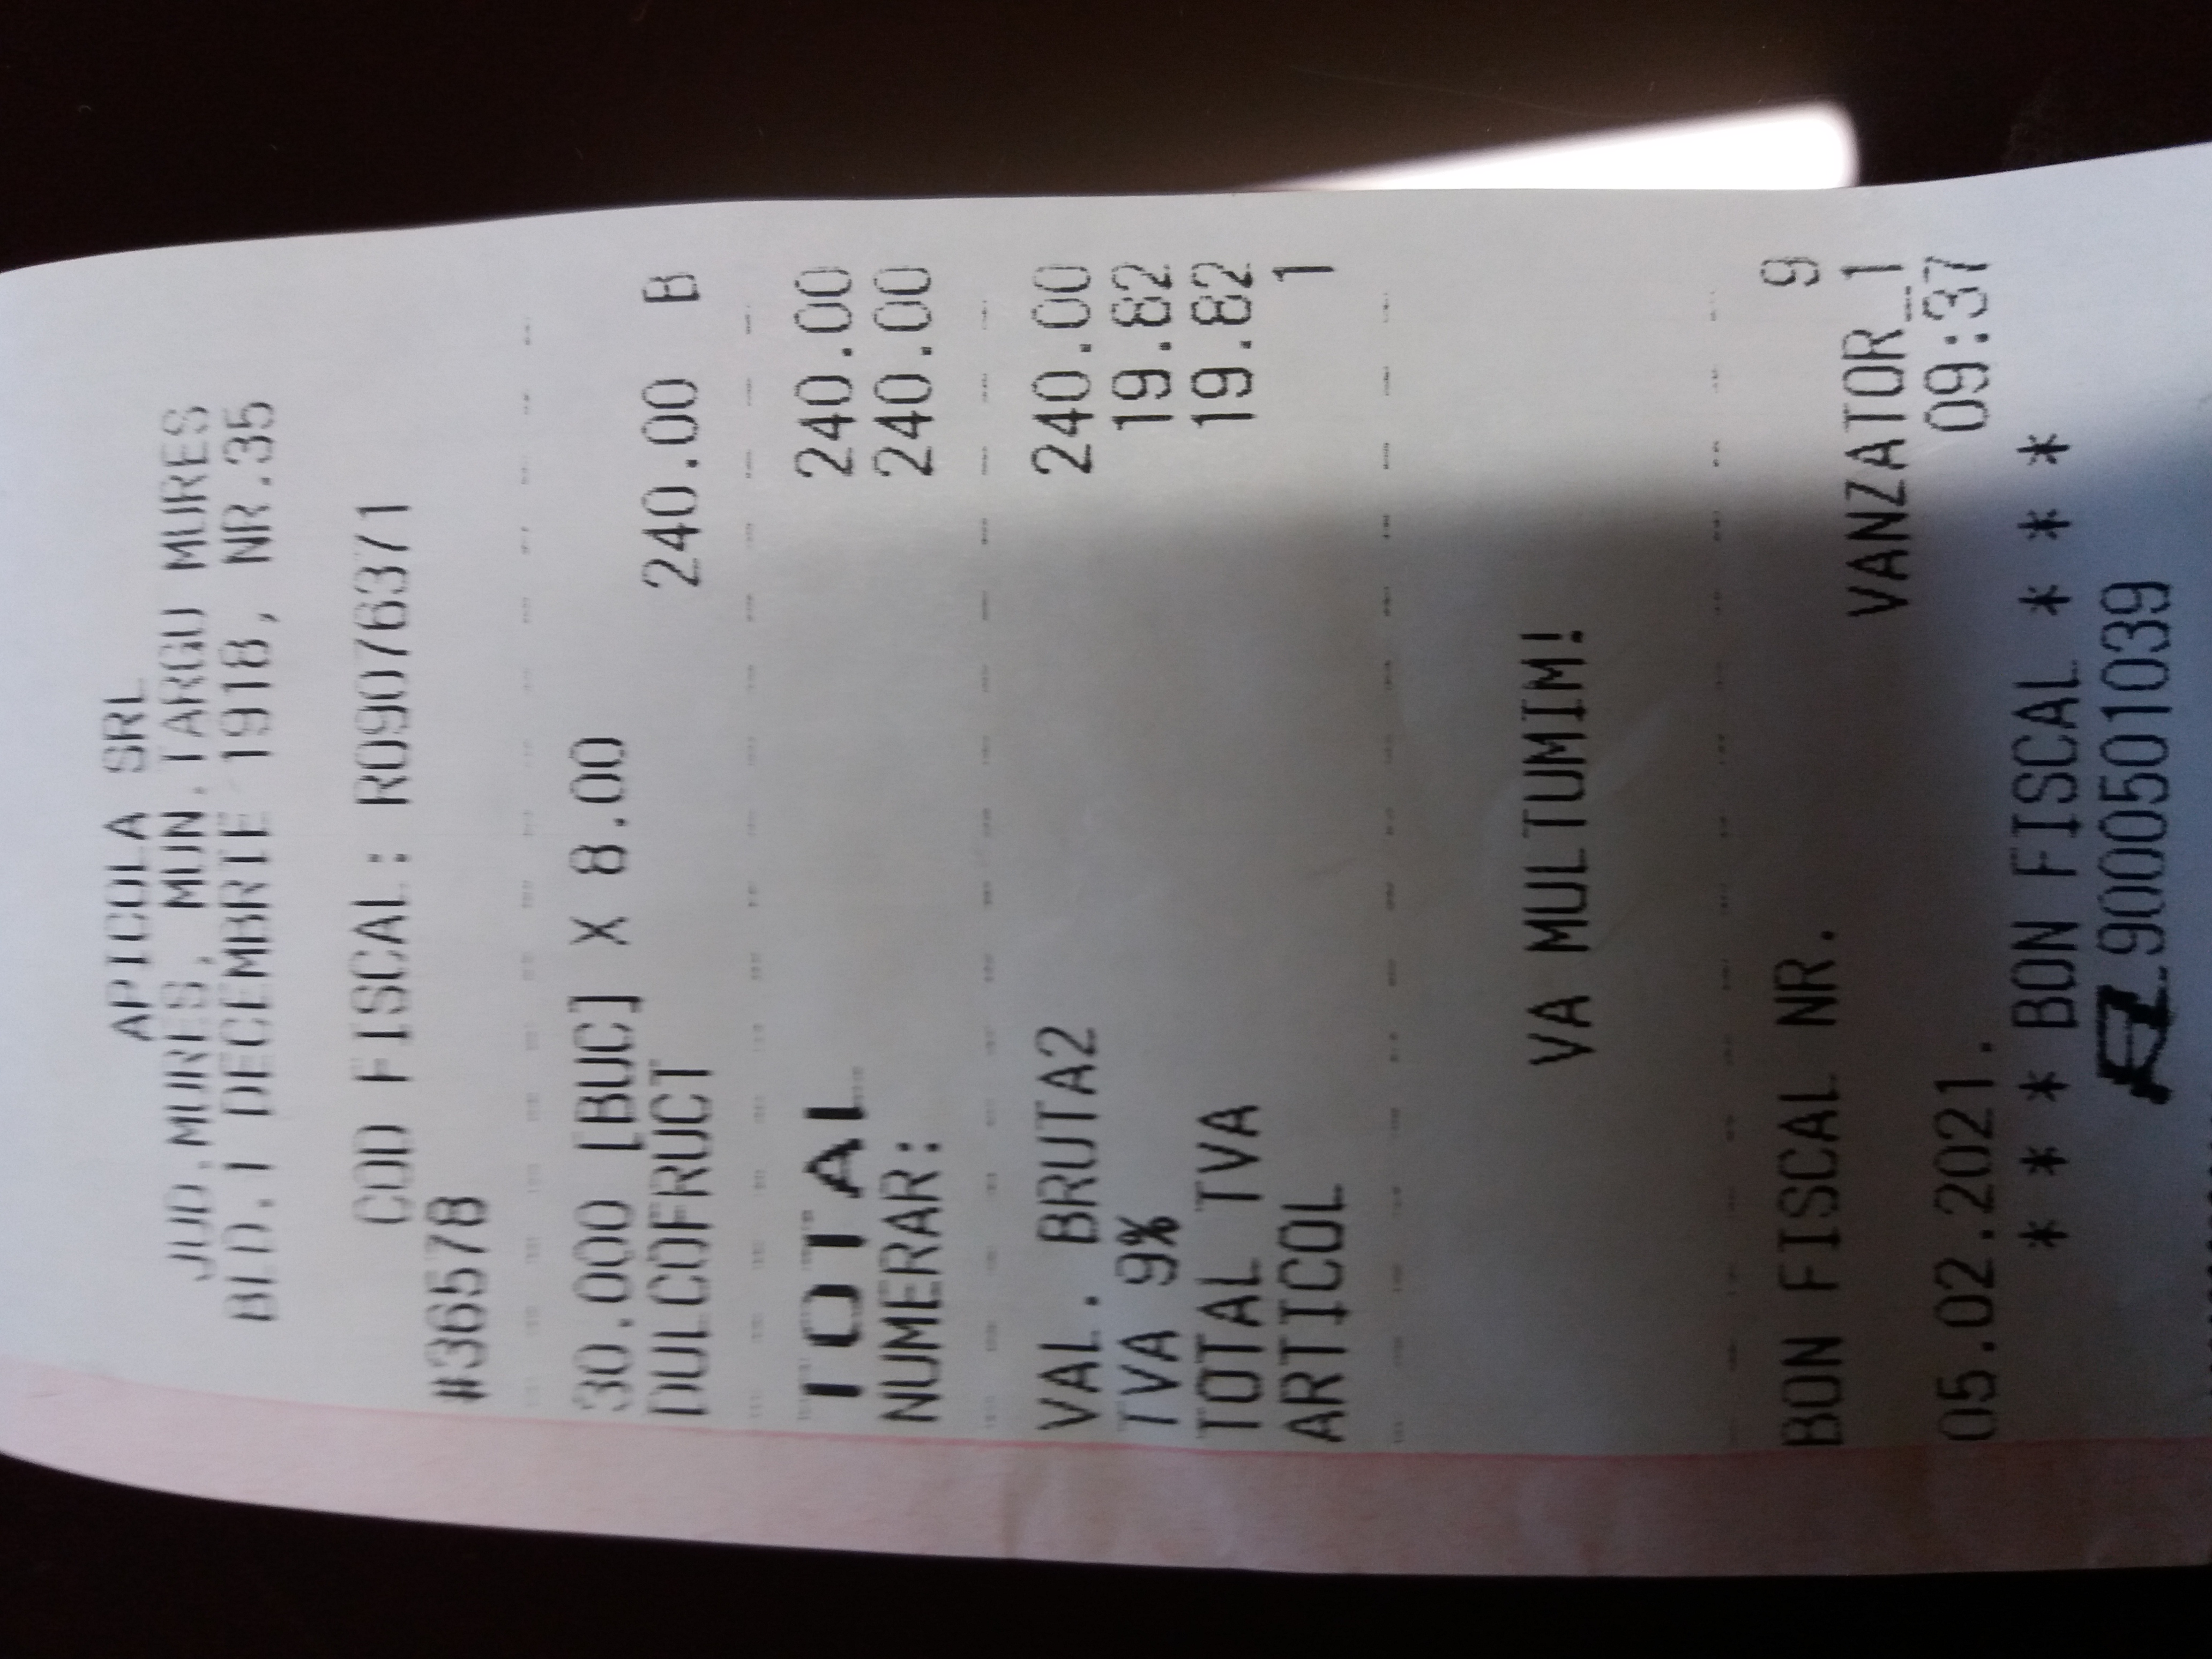 APICOLA SRL
JUD.MURES, MUN.TARGU MURES
BLD.1 DECEMBRIE 1918, NR.35
COD FISCAL: RO9076371
#36578
30.000 [BUC] X 8.00
DULCOFRUCT 240.00 B
TOTAL 240.00
NUMERAR: 240.00
VAL. BRUTA2 240.00
TVA 9% 19.82
TOTAL TVA 19.82
ARTICOL 1
VA MULTUMIM!
BON FISCAL NR. 9
VANZATOR_1
05.02.2021. 09:37
* * * BON FISCAL * * *
9000501039